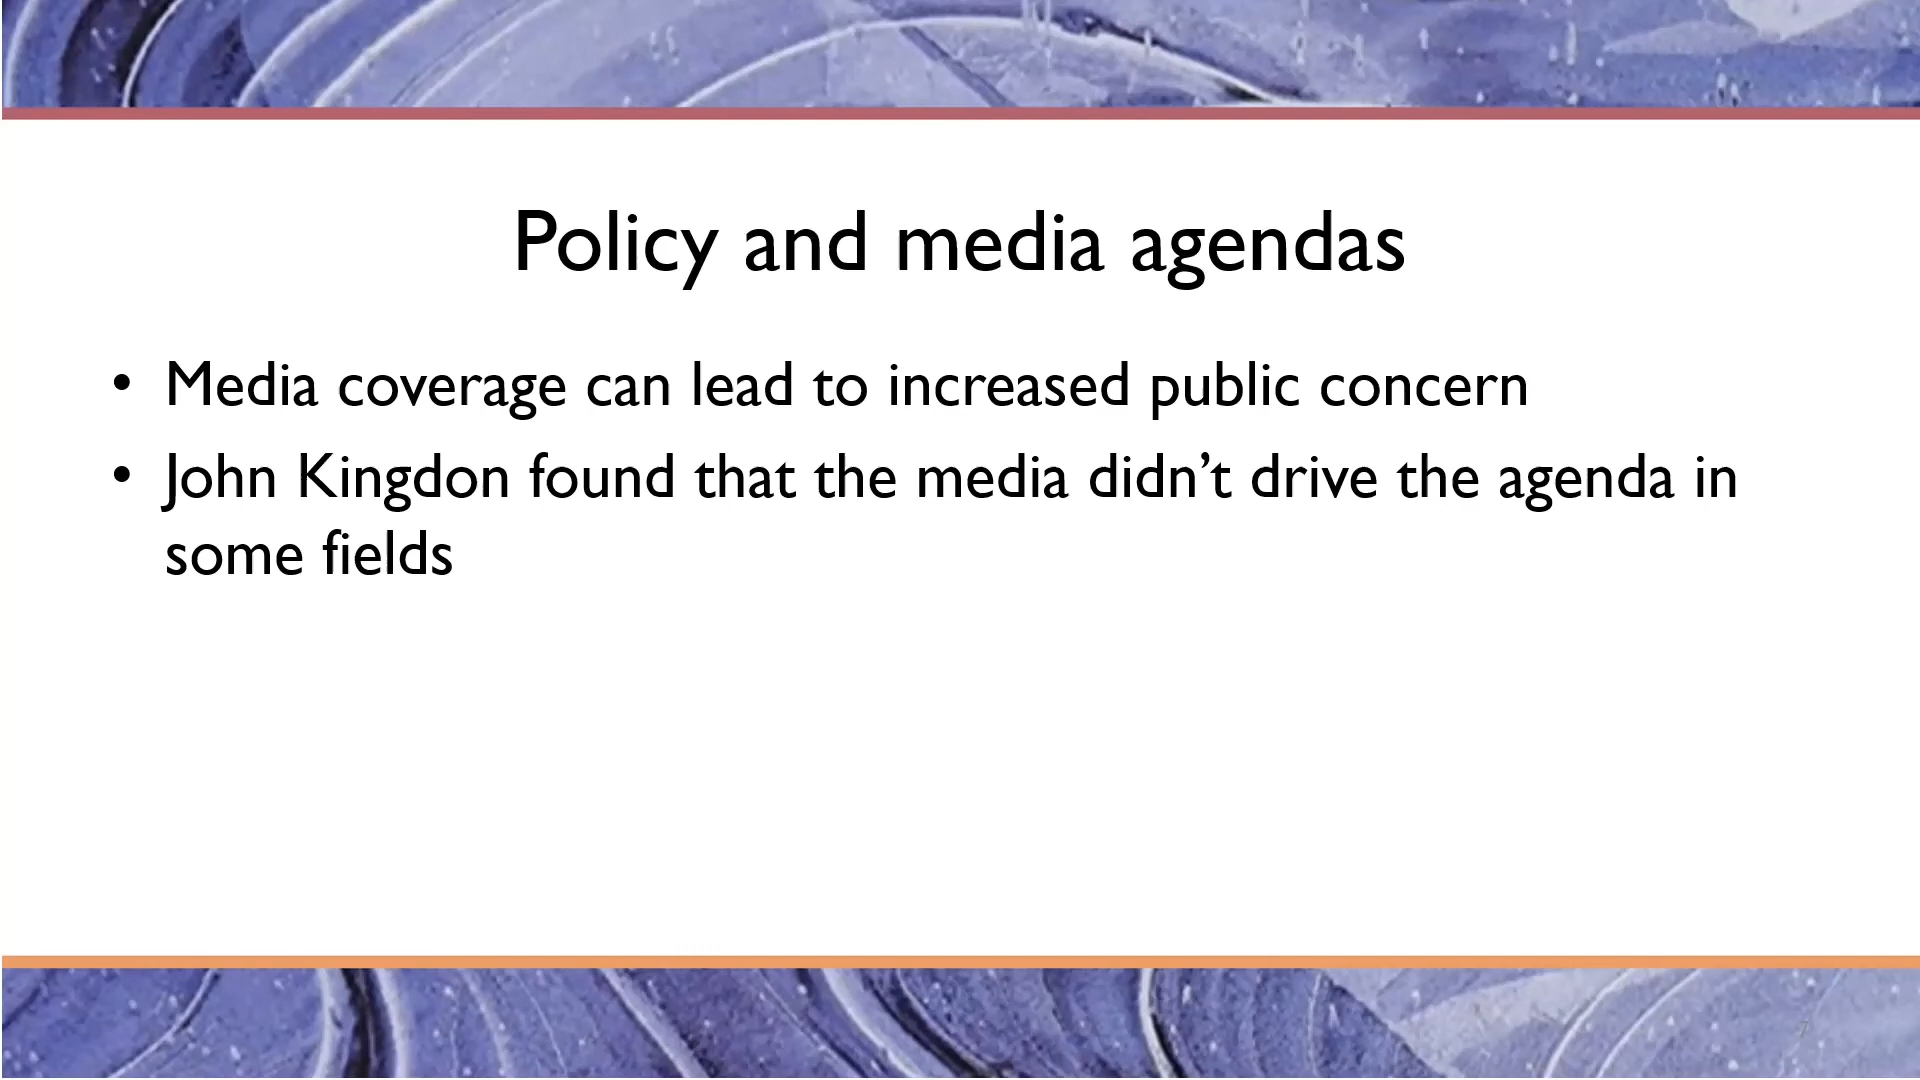 Policy and media agendas
• Media coverage can lead to increased public concern
• John Kingdon found that the media didn’t drive the agenda in
some fields
7